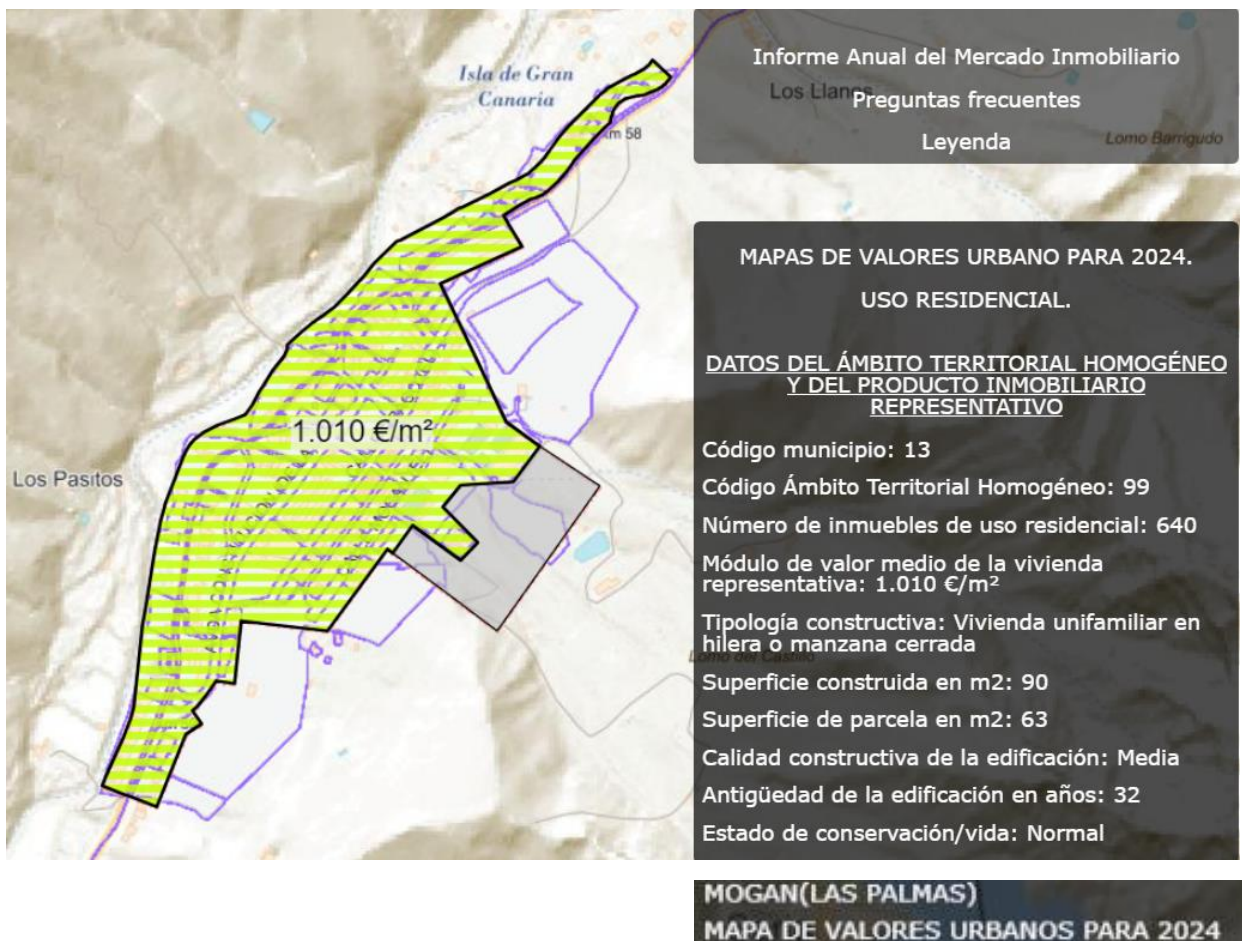 Isla de Gran
Canaria
km 58
1.010 €/m²
Los Pasitos
Informe Anual del Mercado Inmobiliario
Los Llanos
Preguntas frecuentes
Leyenda
Lomo Barrigudo
MAPAS DE VALORES URBANO PARA 2024.
USO RESIDENCIAL.
DATOS DEL ÁMBITO TERRITORIAL HOMOGÉNEO
Y DEL PRODUCTO INMOBILIARIO
REPRESENTATIVO
Código municipio: 13
Código Ámbito Territorial Homogéneo: 99
Número de inmuebles de uso residencial: 640
Módulo de valor medio de la vivienda
representativa: 1.010 €/m²
Tipología constructiva: Vivienda unifamiliar en
hilera o manzana cerrada
Lomo del Castillo
Superficie construida en m2: 90
Superficie de parcela en m2: 63
Calidad constructiva de la edificación: Media
Antigüedad de la edificación en años: 32
Estado de conservación/vida: Normal
MOGAN(LAS PALMAS)
MAPA DE VALORES URBANOS PARA 2024